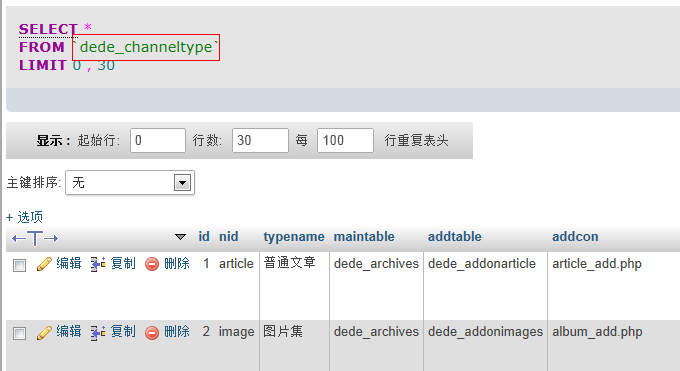 SELECT *
FROM `dede_channeltype`
LIMIT 0 , 30
显示 : 起始行: 0 行数: 30 每 100 行重复表头
主键排序: 无
+ 选项
←T→ id nid typename maintable addtable addcon
编辑 复制 删除 1 article 普通文章 dede_archives dede_addonarticle article_add.php
编辑 复制 删除 2 image 图片集 dede_archives dede_addonimages album_add.php